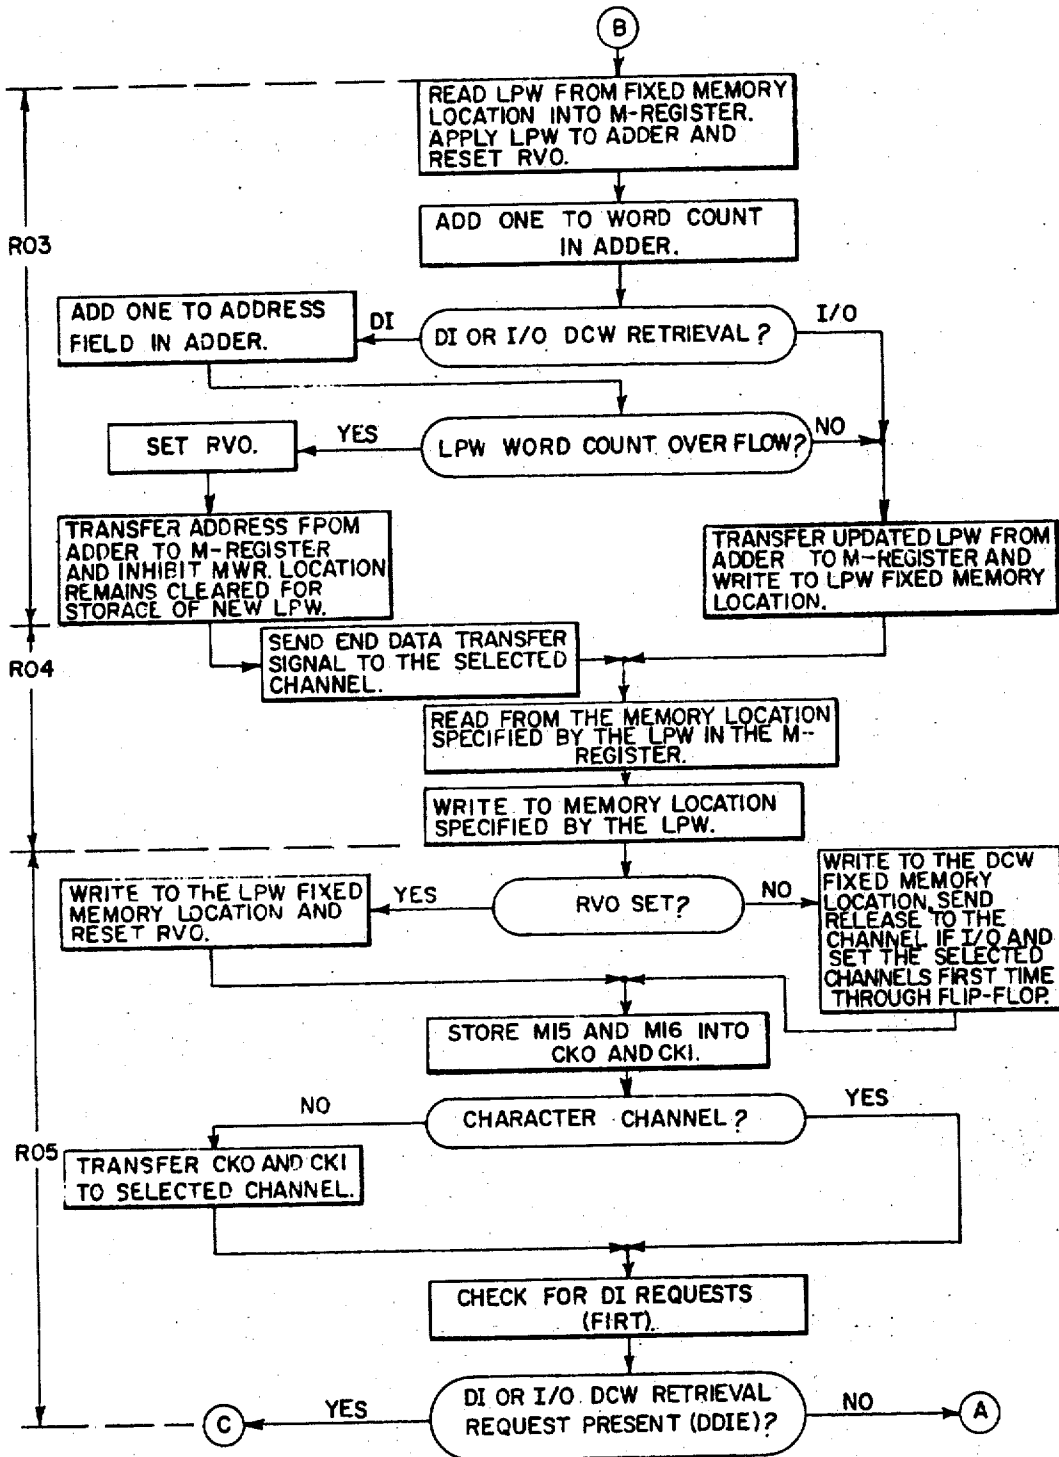 B
READ LPW FROM FIXED MEMORY
LOCATION INTO M-REGISTER.
APPLY LPW TO ADDER AND
RESET RVO.
ADD ONE TO WORD COUNT
IN ADDER.
RO3
ADD ONE TO ADDRESS
FIELD IN ADDER.
DI
DI OR I/O DCW RETRIEVAL?
I/O
SET RVO.
YES
LPW WORD COUNT OVER FLOW?
NO
TRANSFER ADDRESS FPOM
ADDER TO M-REGISTER
AND INHIBIT MWR. LOCATION
REMAINS CLEARED FOR
STORACE OF NEW LPW.
TRANSFER UPDATED LPW FROM
ADDER TO M-REGISTER AND
WRITE TO LPW FIXED MEMORY
LOCATION.
RO4
SEND END DATA TRANSFER
SIGNAL TO THE SELECTED
CHANNEL.
READ FROM THE MEMORY LOCATION
SPECIFIED BY THE LPW IN THE M-
REGISTER.
WRITE TO MEMORY LOCATION
SPECIFIED BY THE LPW.
WRITE TO THE LPW FIXED
MEMORY LOCATION AND
RESET RVO.
YES
RVO SET?
NO
WRITE TO THE DCW
FIXED MEMORY
LOCATION, SEND
RELEASE TO THE
CHANNEL IF I/O AND
SET THE SELECTED
CHANNELS FIRST TIME
THROUGH FLIP-FLOP.
STORE M15 AND M16 INTO
CKO AND CK1.
NO
CHARACTER CHANNEL?
YES
RO5
TRANSFER CKO AND CK1
TO SELECTED CHANNEL.
CHECK FOR DI REQUESTS
(FIRT).
C
YES
DI OR I/O DCW RETRIEVAL
REQUEST PRESENT (DDIE)?
NO
A